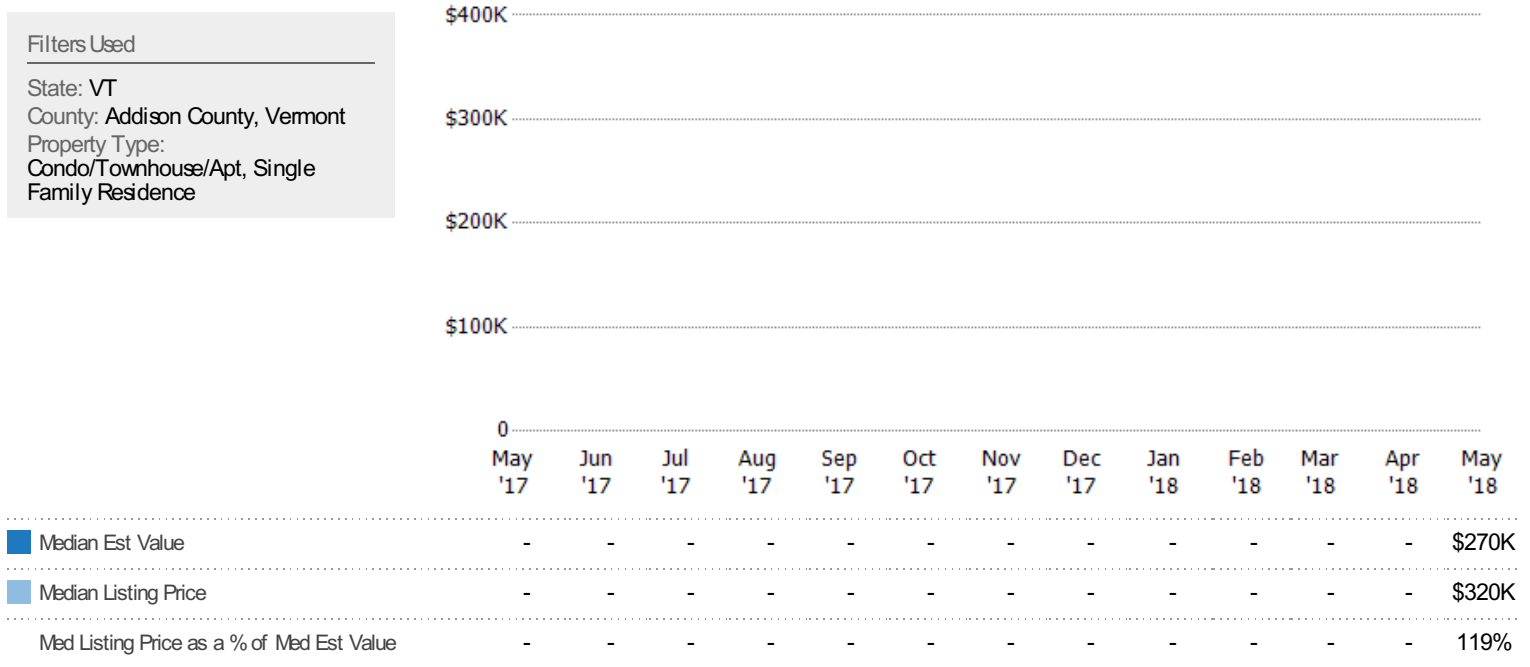 Filters Used
State: VT
County: Addison County, Vermont
Property Type:
Condo/Townhouse/Apt, Single
Family Residence
$400K
$300K
$200K
$100K
0
May Jun Jul Aug Sep Oct Nov Dec Jan Feb Mar Apr May
'17 '17 '17 '17 '17 '17 '17 '17 '18 '18 '18 '18 '18
Median Est Value - - - - - - - - - - - - $270K
Median Listing Price - - - - - - - - - - - - $320K
Med Listing Price as a % of Med Est Value - - - - - - - - - - - - 119%